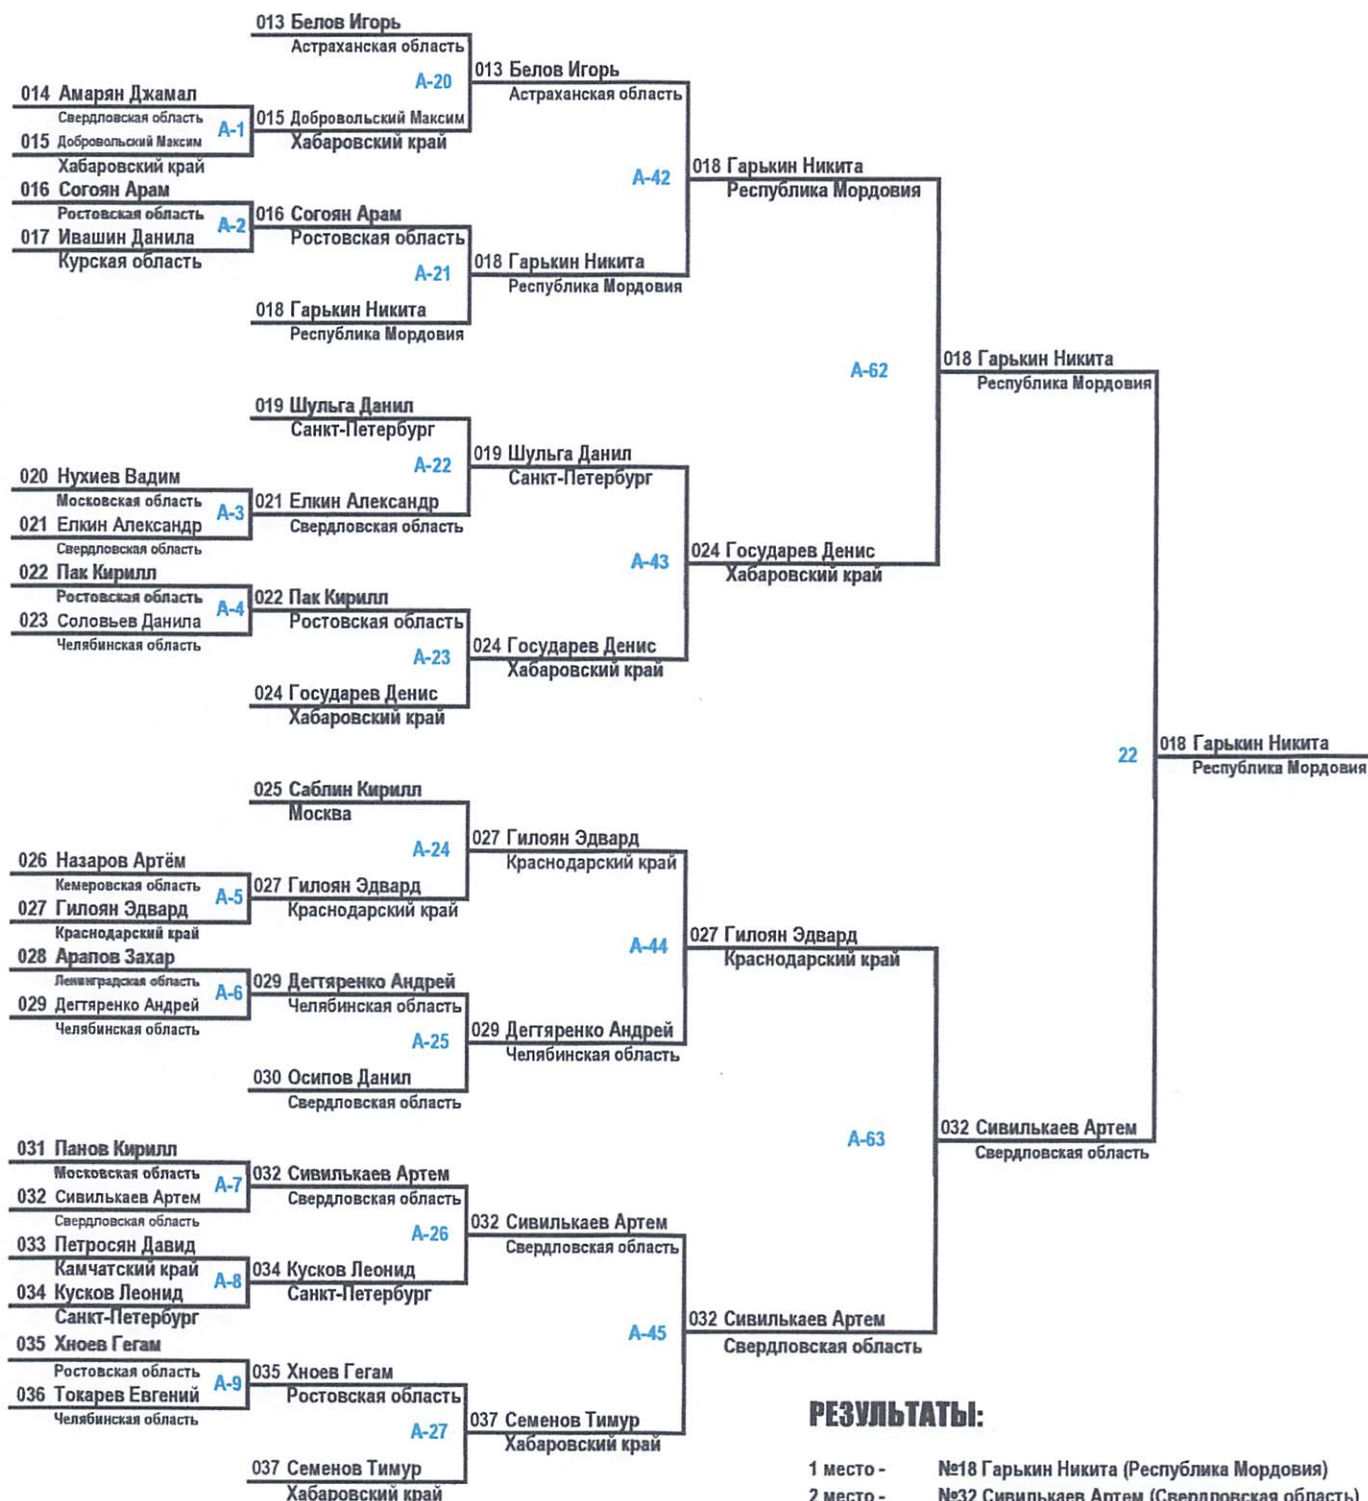 013 Белов Игорь
Астраханская область
A-20
013 Белов Игорь
Астраханская область
014 Амарян Джамал
Свердловская область
A-1
015 Добровольский Максим
Хабаровский край
015 Добровольский Максим
Хабаровский край
A-42
018 Гарькин Никита
Республика Мордовия
016 Согоян Арам
Ростовская область
A-2
017 Ивашин Данила
Курская область
016 Согоян Арам
Ростовская область
A-21
018 Гарькин Никита
Республика Мордовия
018 Гарькин Никита
Республика Мордовия
A-62
018 Гарькин Никита
Республика Мордовия
019 Шульга Данил
Санкт-Петербург
A-22
019 Шульга Данил
Санкт-Петербург
020 Нухиев Вадим
Московская область
A-3
021 Елкин Александр
Свердловская область
021 Елкин Александр
Свердловская область
A-43
024 Государев Денис
Хабаровский край
022 Пак Кирилл
Ростовская область
A-4
023 Соловьев Данила
Челябинская область
022 Пак Кирилл
Ростовская область
A-23
024 Государев Денис
Хабаровский край
024 Государев Денис
Хабаровский край
22
018 Гарькин Никита
Республика Мордовия
025 Саблин Кирилл
Москва
A-24
027 Гилоян Эдвард
Краснодарский край
026 Назаров Артём
Кемеровская область
A-5
027 Гилоян Эдвард
Краснодарский край
027 Гилоян Эдвард
Краснодарский край
A-44
027 Гилоян Эдвард
Краснодарский край
028 Арапов Захар
Ленинградская область
A-6
029 Дегтяренко Андрей
Челябинская область
029 Дегтяренко Андрей
Челябинская область
A-25
029 Дегтяренко Андрей
Челябинская область
030 Осипов Данил
Свердловская область
A-63
032 Сивилькаев Артем
Свердловская область
031 Панов Кирилл
Московская область
A-7
032 Сивилькаев Артем
Свердловская область
032 Сивилькаев Артем
Свердловская область
A-26
032 Сивилькаев Артем
Свердловская область
033 Петросян Давид
Камчатский край
A-8
034 Кусков Леонид
Санкт-Петербург
034 Кусков Леонид
Санкт-Петербург
A-45
032 Сивилькаев Артем
Свердловская область
035 Хноев Гегам
Ростовская область
A-9
036 Токарев Евгений
Челябинская область
035 Хноев Гегам
Ростовская область
A-27
037 Семенов Тимур
Хабаровский край
037 Семенов Тимур
Хабаровский край
РЕЗУЛЬТАТЫ:
1 место - №18 Гарькин Никита (Республика Мордовия)
2 место - №32 Сивилькаев Артем (Свердловская область)